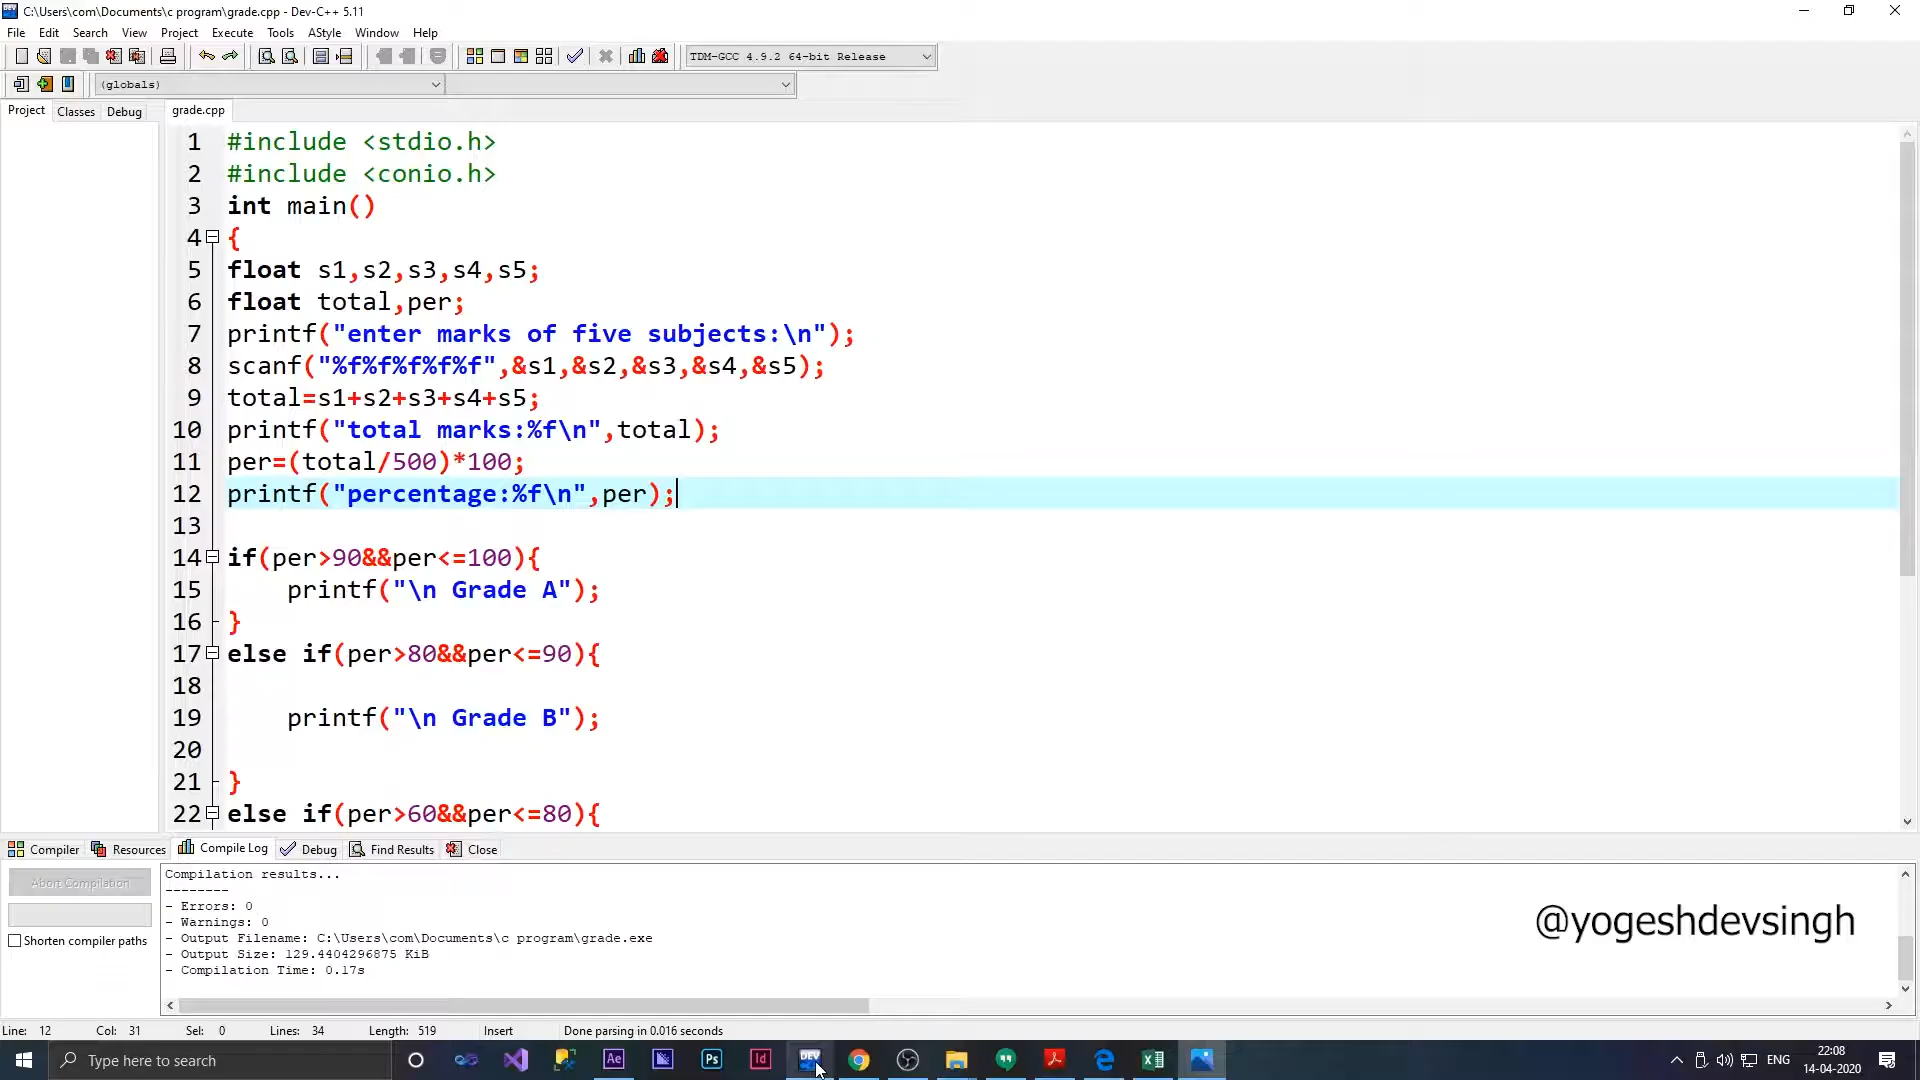 C:\Users\com\Documents\c program\grade.cpp - Dev-C++ 5.11
File Edit Search View Project Execute Tools AStyle Window Help
TDM-GCC 4.9.2 64-bit Release
(globals)
Project Classes Debug grade.cpp
1 #include <stdio.h>
2 #include <conio.h>
3 int main()
4 {
5 float s1,s2,s3,s4,s5;
6 float total,per;
7 printf("enter marks of five subjects:\n");
8 scanf("%f%f%f%f%f",&s1,&s2,&s3,&s4,&s5);
9 total=s1+s2+s3+s4+s5;
10 printf("total marks:%f\n",total);
11 per=(total/500)*100;
12 printf("percentage:%f\n",per);
13
14 if(per>90&&per<=100){
15 printf("\n Grade A");
16 }
17 else if(per>80&&per<=90){
18
19 printf("\n Grade B");
20
21 }
22 else if(per>60&&per<=80){
Compiler Resources Compile Log Debug Find Results Close
Abort Compilation
Shorten compiler paths
Compilation results...
--------
- Errors: 0
- Warnings: 0
- Output Filename: C:\Users\com\Documents\c program\grade.exe
- Output Size: 129.4404296875 KiB
- Compilation Time: 0.17s
@yogeshdevsingh
Line: 12 Col: 31 Sel: 0 Lines: 34 Length: 519 Insert Done parsing in 0.016 seconds
Type here to search
Ae
Ps
Id
DEV
ENG
22:08
14-04-2020